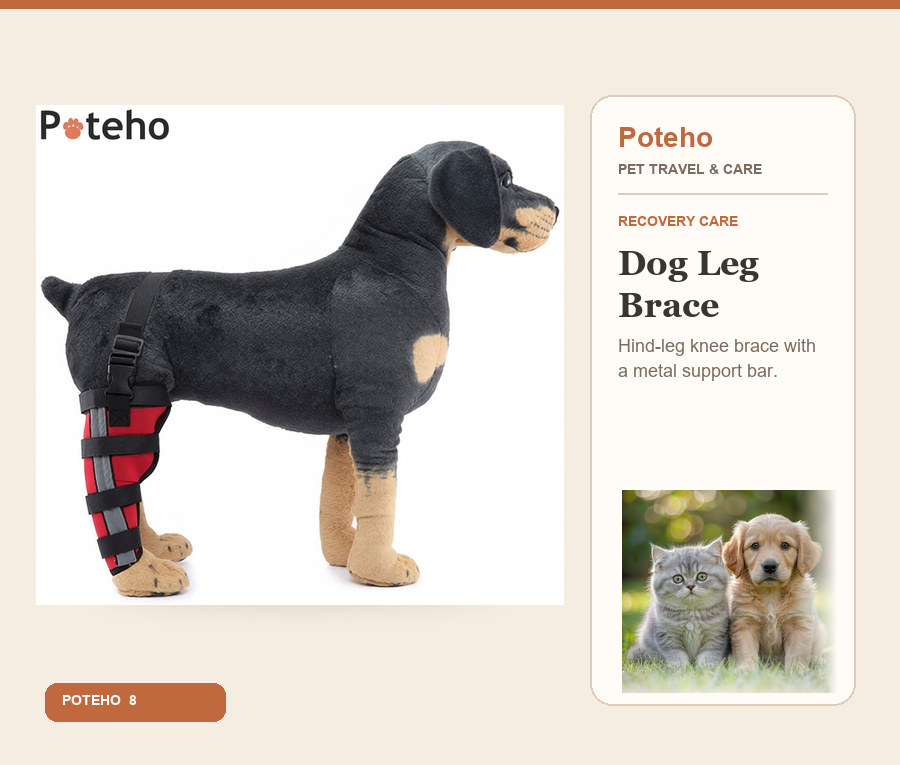 Poteho
Poteho
PET TRAVEL & CARE
RECOVERY CARE
Dog Leg
Brace
Hind-leg knee brace with
a metal support bar.
POTEHO 8